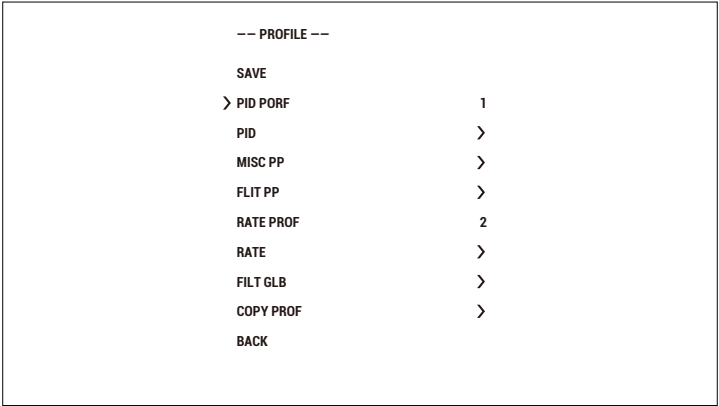 —— PROFILE ——
SAVE
> PID PORF 1
PID >
MISC PP >
FLIT PP >
RATE PROF 2
RATE >
FILT GLB >
COPY PROF >
BACK